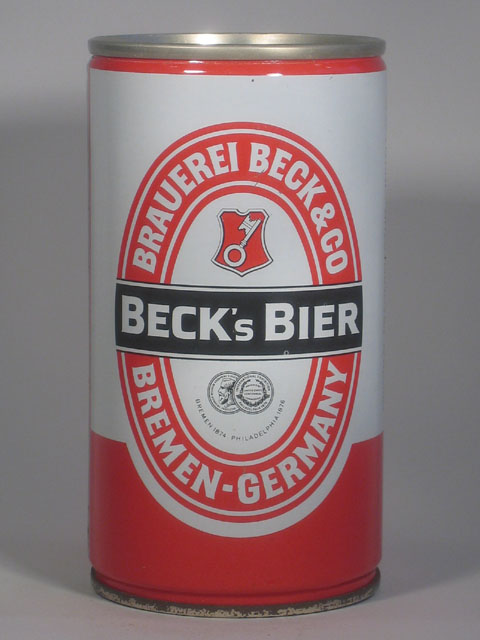 BRAUEREI BECK & CO
BECK's BIER
BREMEN 1874 PHILADELPHIA 1876
BREMEN-GERMANY